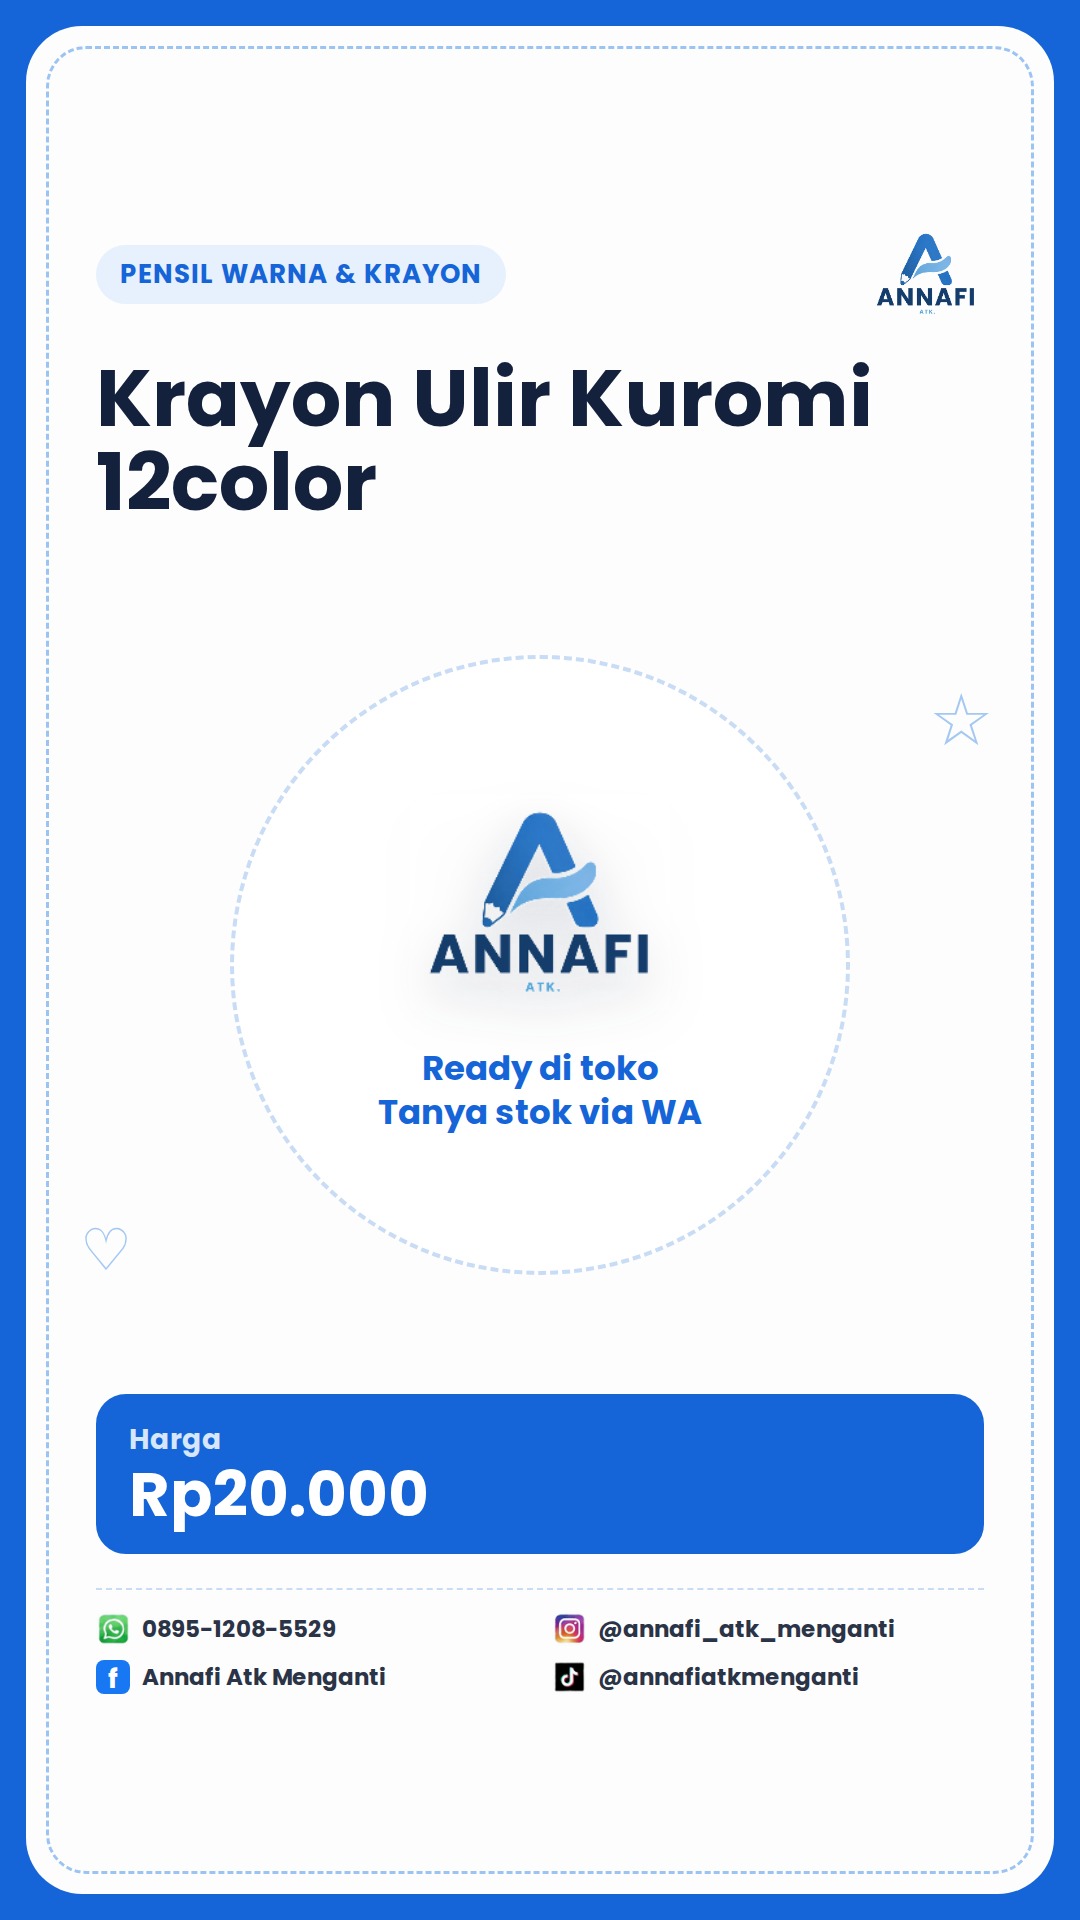 PENSIL WARNA & KRAYON
ANNAFI
ATK.
Krayon Ulir Kuromi
12color
ANNAFI
ATK.
Ready di toko
Tanya stok via WA
Harga
Rp20.000
0895-1208-5529
@annafi_atk_menganti
Annafi Atk Menganti
@annafiatkmenganti